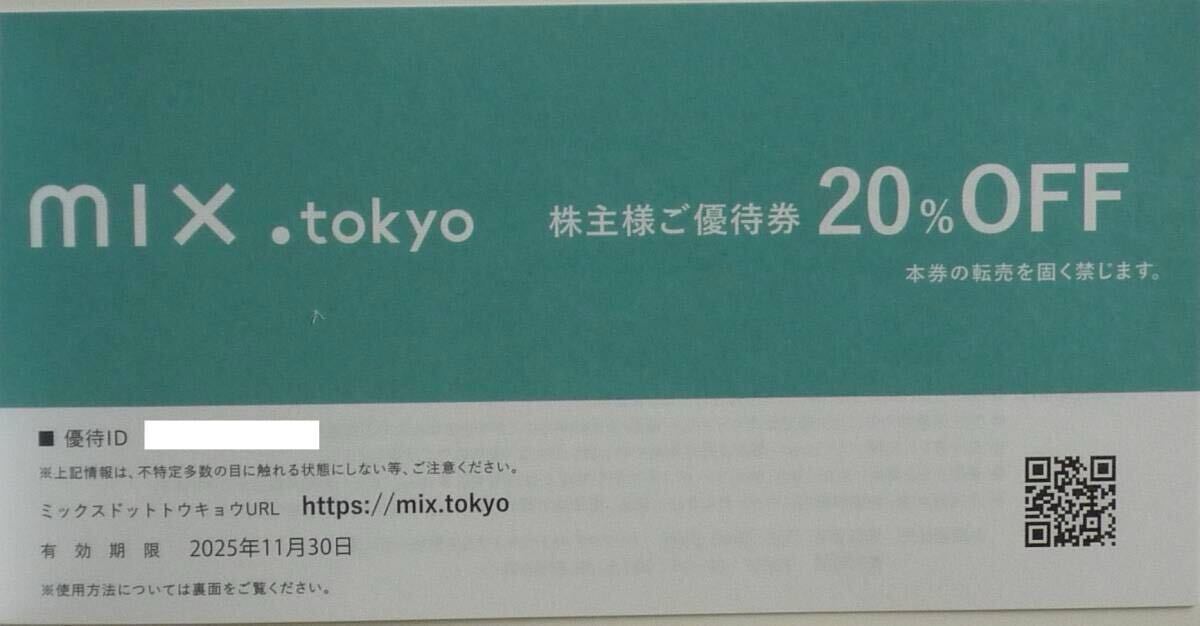 mix.tokyo
株主様ご優待券 20%OFF
本券の転売を固く禁じます。
■ 優待ID
※上記情報は、不特定多数の目に触れる状態にしない等、ご注意ください。
ミックスドットトウキョウURL https://mix.tokyo
有効期限 2025年11月30日
※使用方法については裏面をご覧ください。